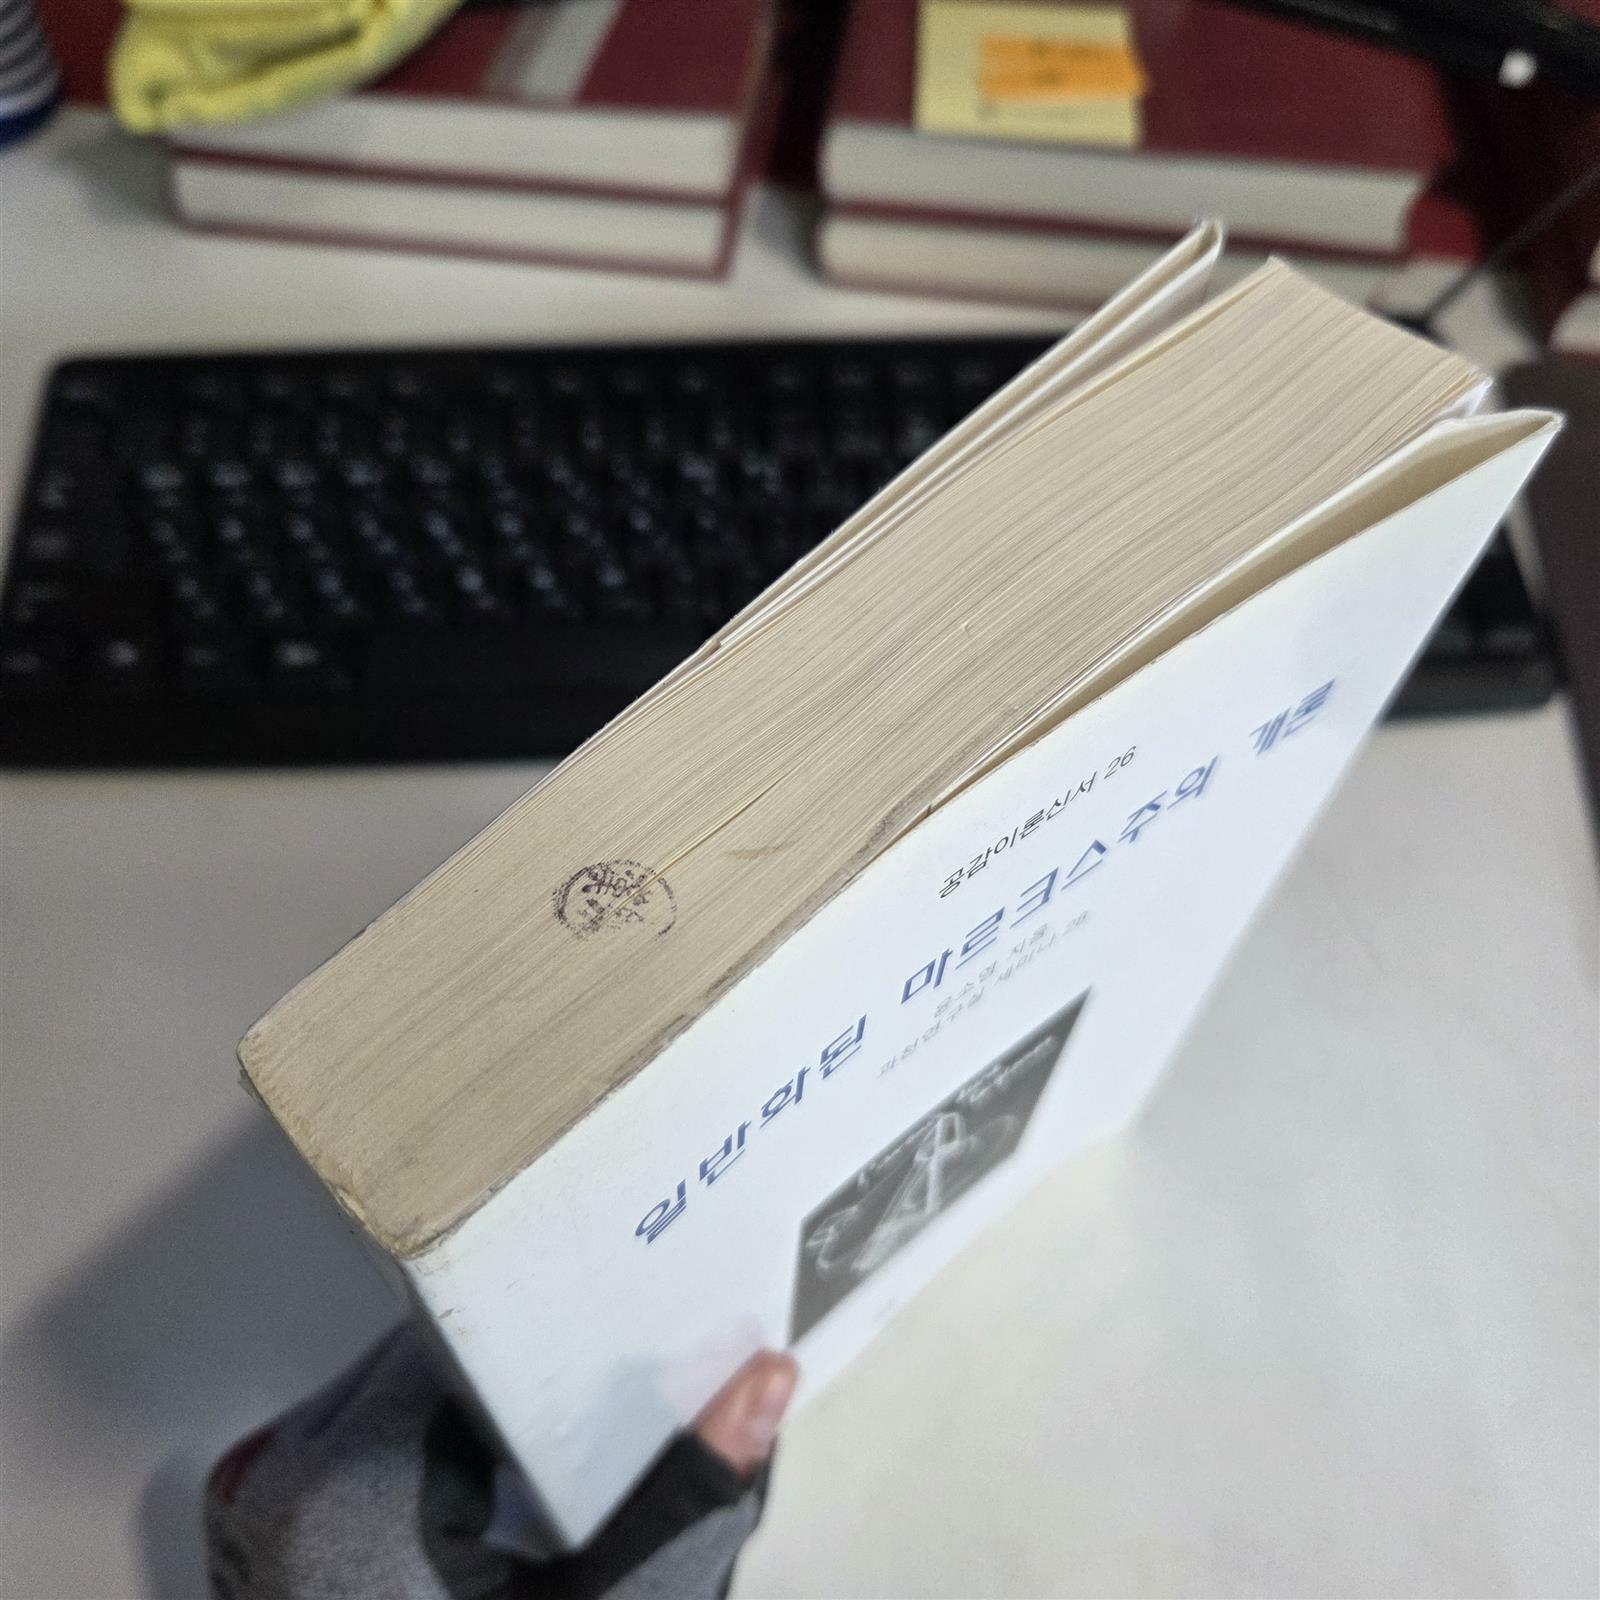 공감이론신서 26
일반화된 마르크스주의 개론
윤소영 지음
과천연구실 세미나 28